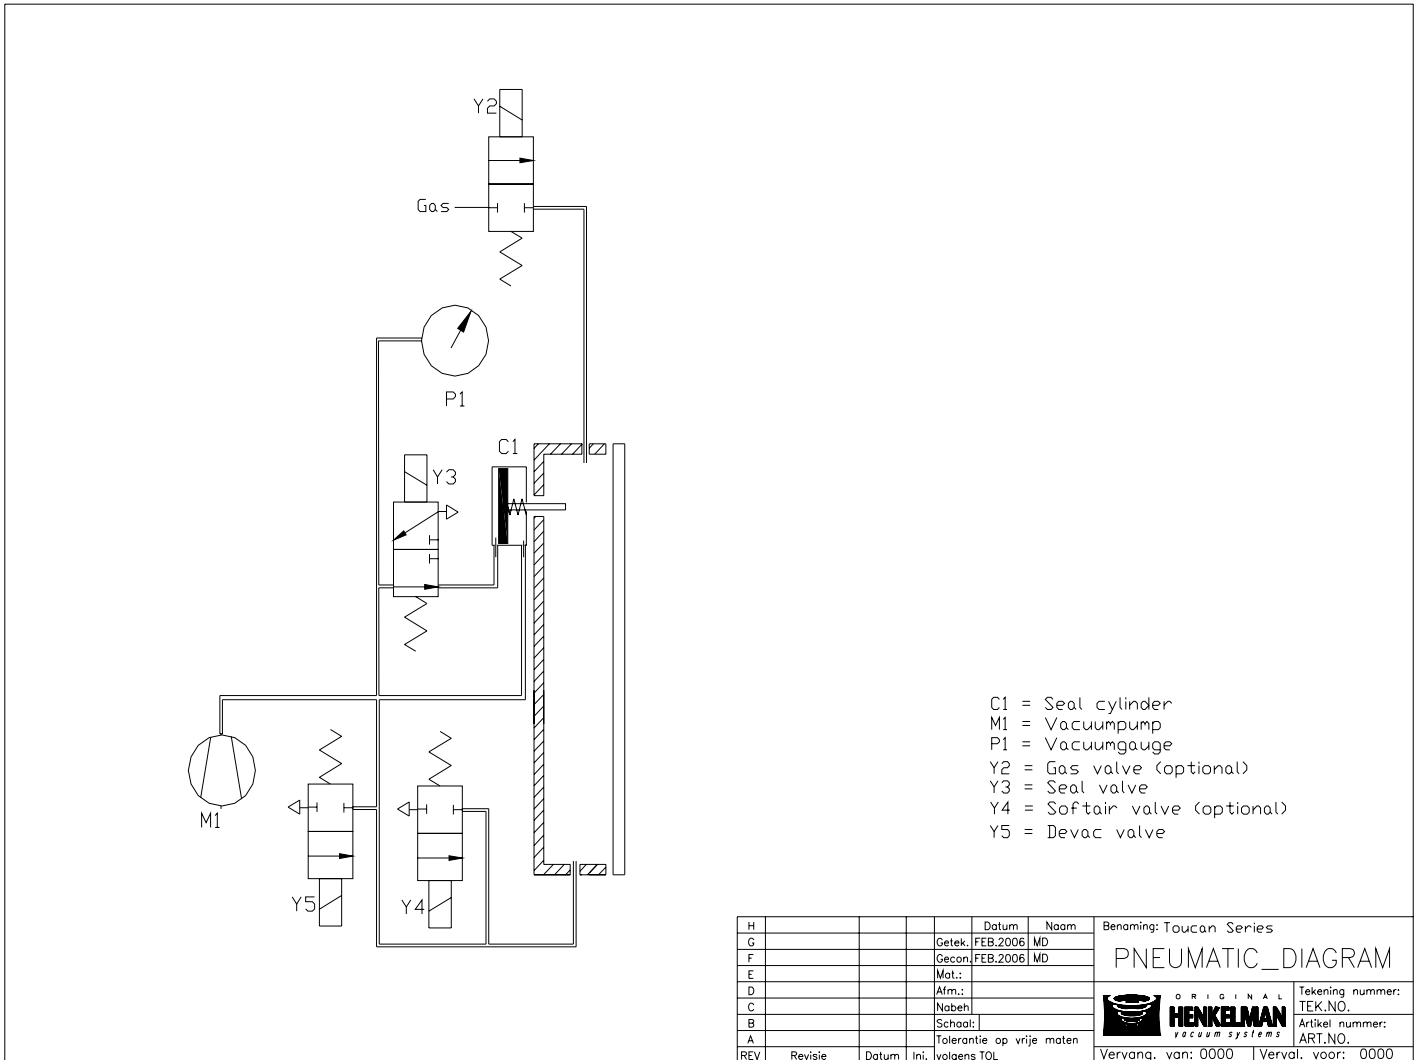 Y2
Gas
P1
C1
Y3
M1
Y5
Y4
C1 = Seal cylinder
M1 = Vacuumpump
P1 = Vacuumgauge
Y2 = Gas valve (optional)
Y3 = Seal valve
Y4 = Softair valve (optional)
Y5 = Devac valve
H Datum Naam
G Getek. FEB.2006 MD
F Gecon. FEB.2006 MD
E Mat.:
D Afm.:
C Nabeh
B Schaal:
A Tolerantie op vrije maten
REV Revisie Datum Ini. volgens TOL
Benaming: Toucan Series
PNEUMATIC_DIAGRAM
ORIGINAL
HENKELMAN
vacuum systems
Tekening nummer:
TEK.NO.
Artikel nummer:
ART.NO.
Vervang. van: 0000 Verval. voor: 0000